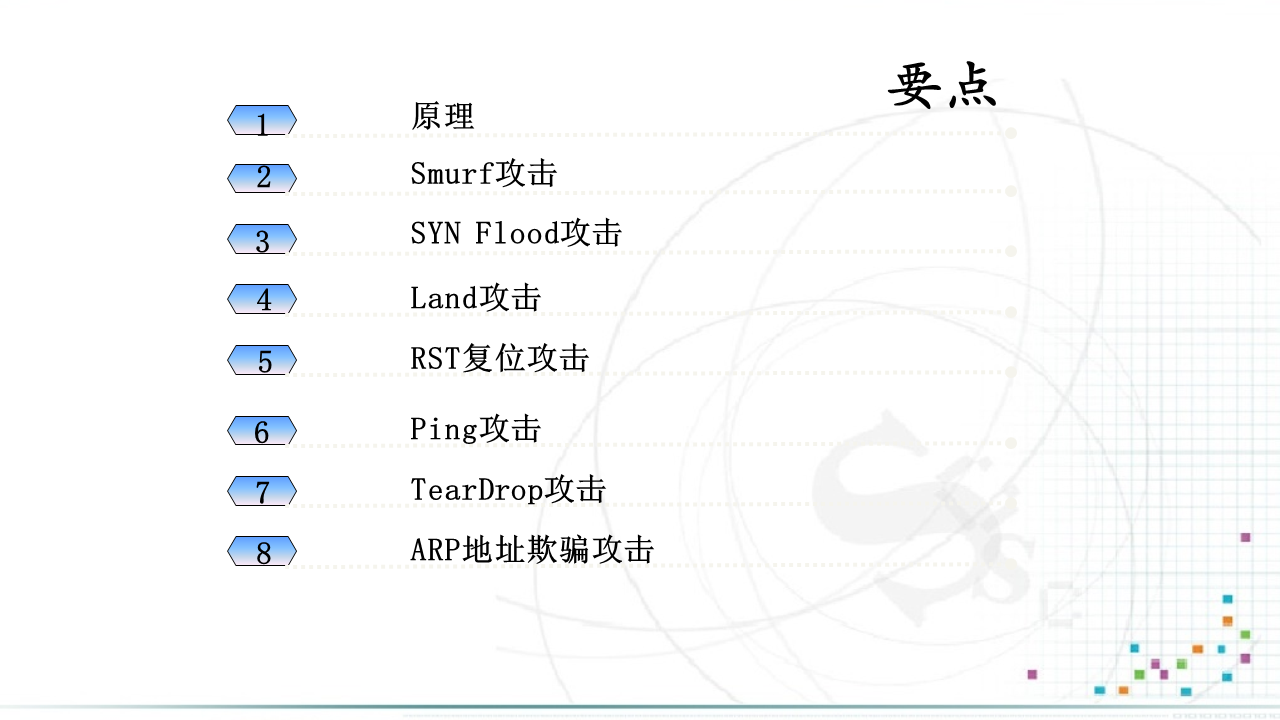 要点
1 原理
2 Smurf攻击
3 SYN Flood攻击
4 Land攻击
5 RST复位攻击
6 Ping攻击
7 TearDrop攻击
8 ARP地址欺骗攻击